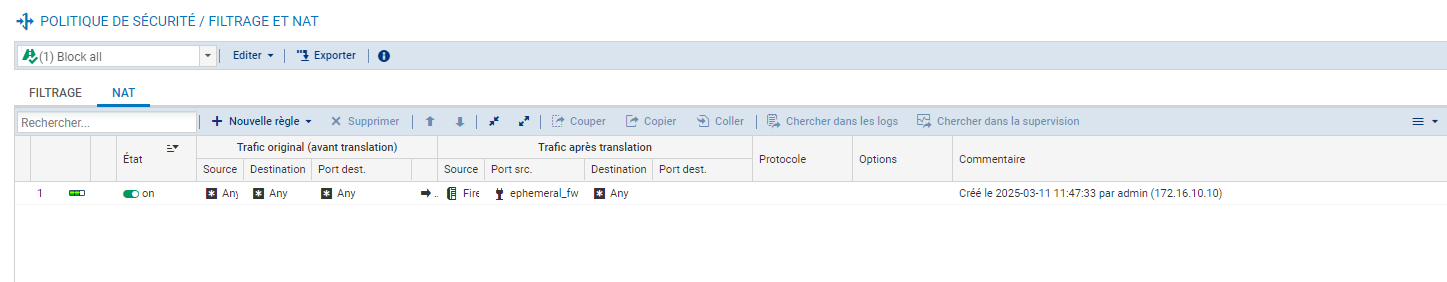 POLITIQUE DE SÉCURITÉ / FILTRAGE ET NAT
(1) Block all Editer Exporter
FILTRAGE NAT
Rechercher... Nouvelle règle Supprimer Couper Copier Coller Chercher dans les logs Chercher dans la supervision
État Trafic original (avant translation) Trafic après translation Protocole Options Commentaire
Source Destination Port dest. Source Port src. Destination Port dest.
1 on Any Any Any Fire ephemeral_fw Any Créé le 2025-03-11 11:47:33 par admin (172.16.10.10)